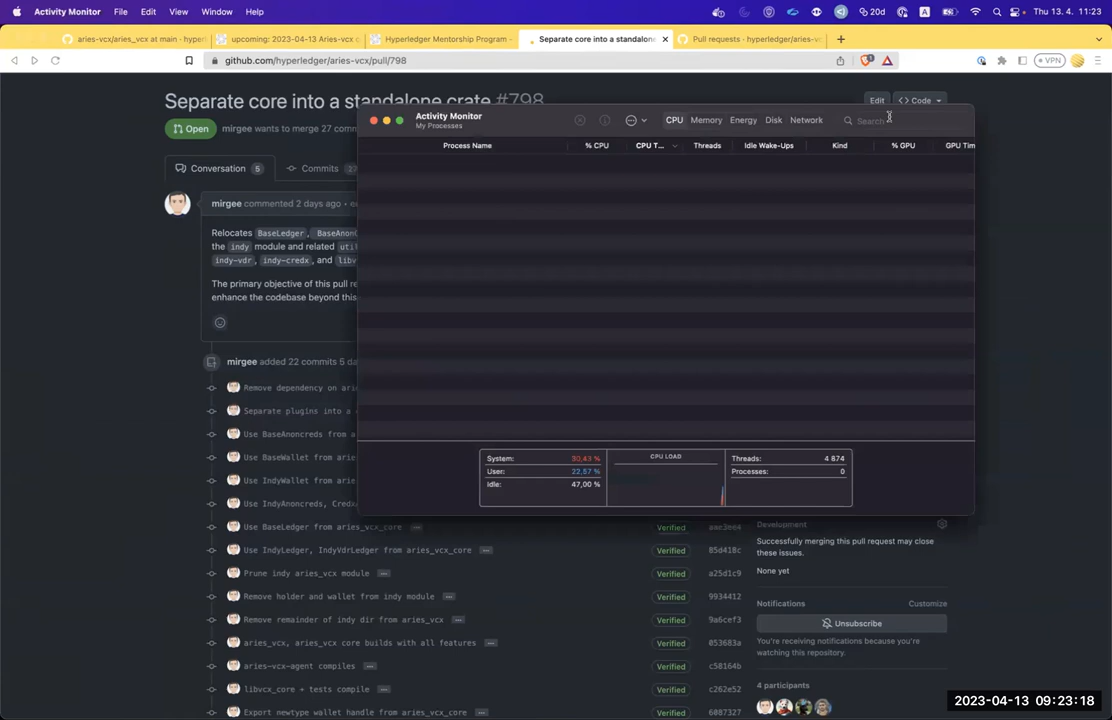 Activity Monitor File Edit View Window Help
20d A Thu 13. 4. 11:23
aries-vcx/aries_vcx at main · hyper
upcoming: 2023-04-13 Aries-vcx c
Hyperledger Mentorship Program -
Separate core into a standalone
Pull requests · hyperledger/aries-vc
github.com/hyperledger/aries-vcx/pull/798
VPN
Separate core into a standalone crate #798
Edit
Code
Open
mirgee wants to merge 27 comm
Conversation 5
Commits 27
mirgee commented 2 days ago
Relocates BaseLedger, BaseAnonC
the indy module and related uti
indy-vdr, indy-credx, and libv
The primary objective of this pull r
enhance the codebase beyond this
mirgee added 22 commits 5 da
Remove dependency on aries
Separate plugins into a
Use BaseAnoncreds from a
Use BaseWallet from aries
Use IndyWallet from aries
Use IndyAnoncreds, Credx
Use BaseLedger from aries_vcx_core
Verified
aae3e64
Use IndyLedger, IndyVdrLedger from aries_vcx_core
Verified
85d418c
Prune indy aries_vcx module
Verified
a25d1c9
Remove holder and wallet from indy module
Verified
9934412
Remove remainder of indy dir from aries_vcx
Verified
9a6cef3
aries_vcx, aries_vcx core builds with all features
Verified
053683a
aries-vcx-agent compiles
Verified
c58164b
libvcx_core + tests compile
Verified
c262e52
Export newtype wallet handle from aries_vcx
Verified
6087327
Activity Monitor
My Processes
CPU Memory Energy Disk Network
Search
Process Name % CPU CPU T... Threads Idle Wake-Ups Kind % GPU GPU Tim
System: 30,43 %
User: 22,57 %
Idle: 47,00 %
CPU LOAD
Threads: 4 874
Processes: 0
Development
Successfully merging this pull request may close
these issues.
None yet
Notifications
Customize
Unsubscribe
You're receiving notifications because you're
watching this repository.
4 participants
2023-04-13 09:23:18